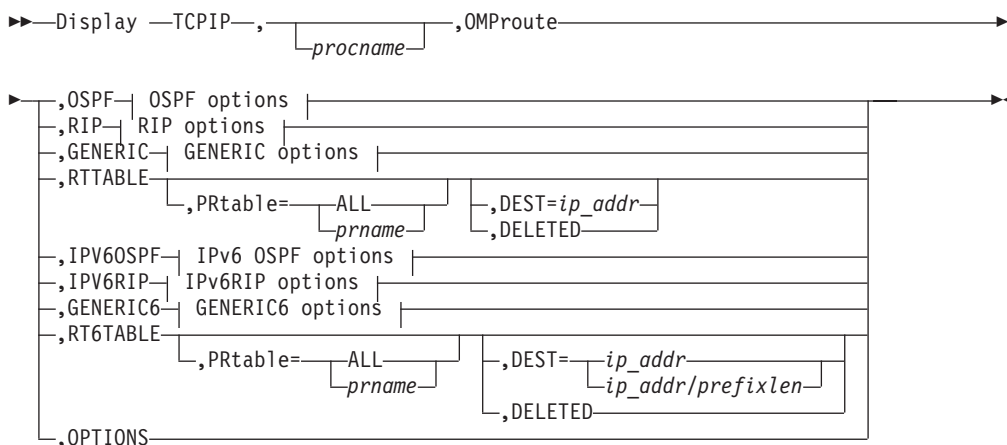 Display TCPIP , ,OMProute
procname
,OSPF OSPF options
,RIP RIP options
,GENERIC GENERIC options
,RTTABLE
,PRtable= ALL ,DEST=ip_addr
prname ,DELETED
,IPV6OSPF IPv6 OSPF options
,IPV6RIP IPv6RIP options
,GENERIC6 GENERIC6 options
,RT6TABLE
,PRtable= ALL ,DEST= ip_addr
prname ip_addr/prefixlen
,DELETED
,OPTIONS